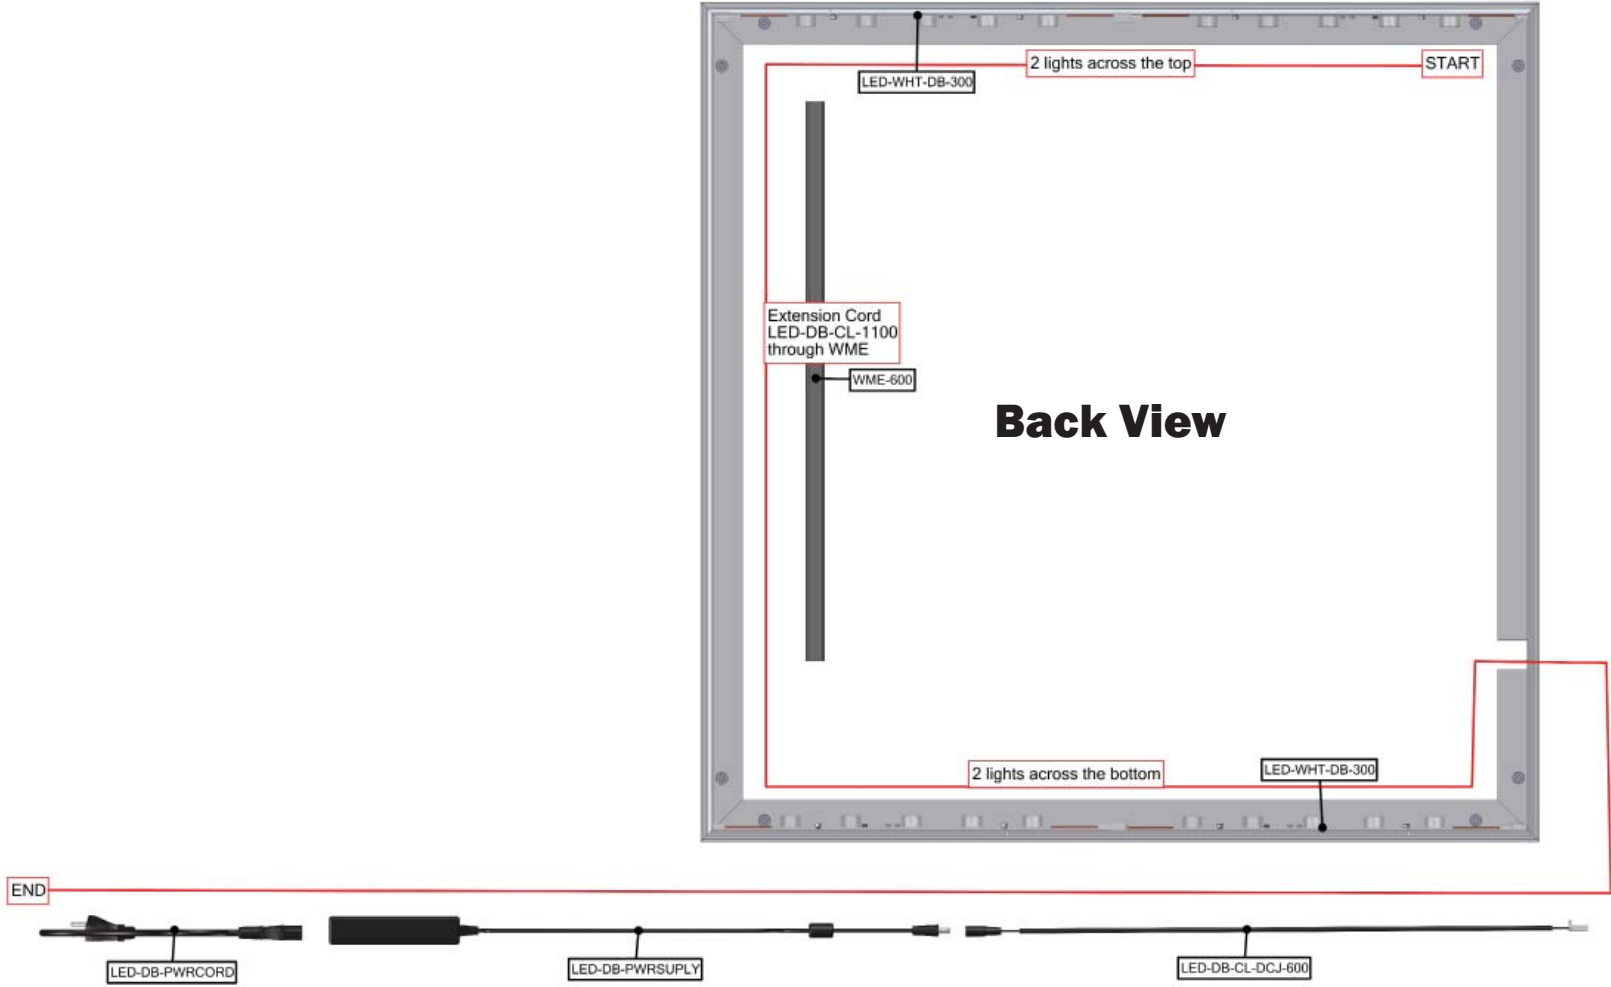 2 lights across the top
START
LED-WHT-DB-300
Extension Cord
LED-DB-CL-1100
through WME
WME-600
Back View
2 lights across the bottom
LED-WHT-DB-300
END
LED-DB-PWRCORD
LED-DB-PWRSUPLY
LED-DB-CL-DCJ-600